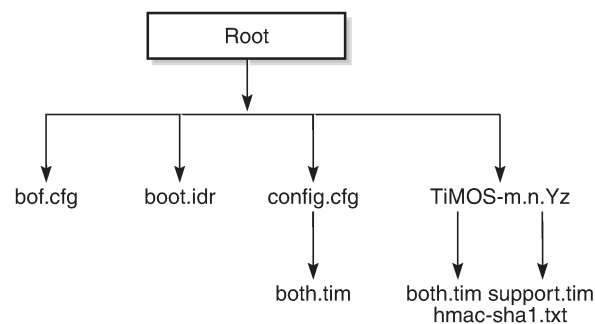 Root
bof.cfg boot.idr config.cfg TiMOS-m.n.Yz
both.tim both.tim support.tim
hmac-sha1.txt